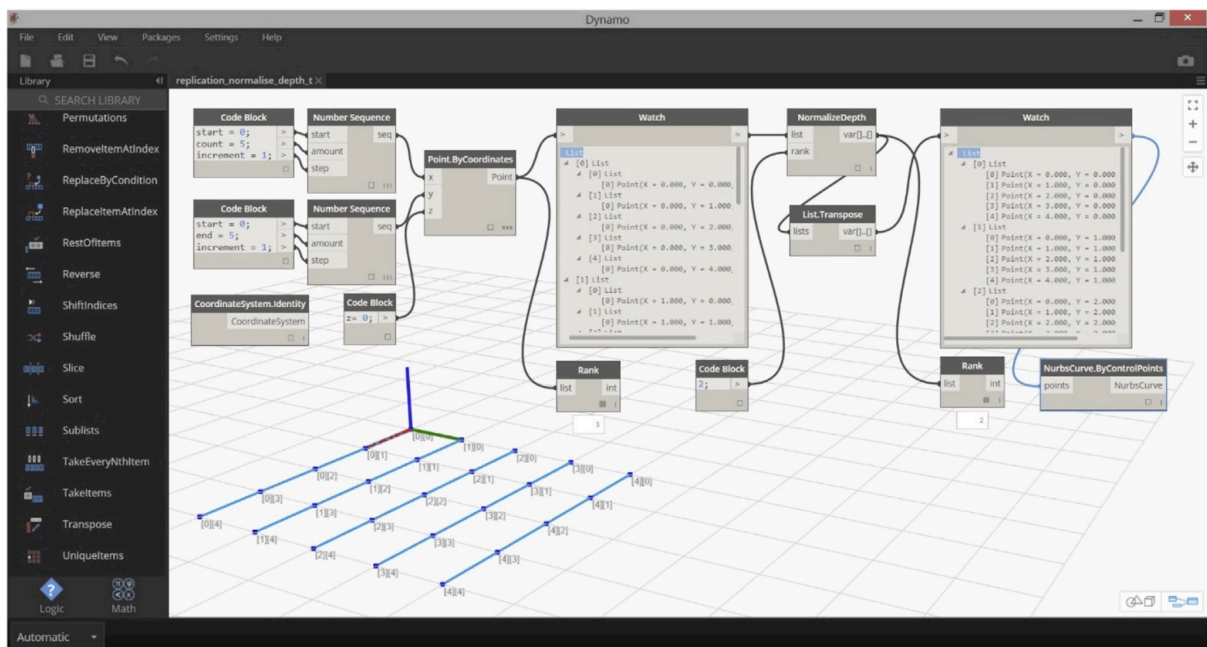 Dynamo
File Edit View Packages Settings Help
Library
replication_normalise_depth_t
SEARCH LIBRARY
Permutations
RemoveItemAtIndex
ReplaceByCondition
ReplaceItemAtIndex
RestOfItems
Reverse
ShiftIndices
Shuffle
Slice
Sort
Sublists
TakeEveryNthItem
TakeItems
Transpose
UniqueItems
Logic
Math
Automatic
Code Block
start = 0;
count = 5;
increment = 1;
Number Sequence
start seq
amount
step
Code Block
start = 0;
end = 5;
increment = 1;
Number Sequence
start seq
amount
step
CoordinateSystem.Identity
CoordinateSystem
Code Block
z= 0;
Point.ByCoordinates
x Point
y
z
Watch
List
[0] List
[0] List
[0] Point(X = 0.000, Y = 0.000,
[1] List
[0] Point(X = 0.000, Y = 1.000,
[2] List
[0] Point(X = 0.000, Y = 2.000,
[3] List
[0] Point(X = 0.000, Y = 3.000,
[4] List
[0] Point(X = 0.000, Y = 4.000,
[1] List
[0] List
[0] Point(X = 1.000, Y = 0.000,
[1] List
[0] Point(X = 1.000, Y = 1.000,
Rank
list int
3
Code Block
2;
NormalizeDepth
list var[]..[]
rank
List.Transpose
lists var[]..[]
Watch
List
[0] List
[0] Point(X = 0.000, Y = 0.000
[1] Point(X = 1.000, Y = 0.000
[2] Point(X = 2.000, Y = 0.000
[3] Point(X = 3.000, Y = 0.000
[4] Point(X = 4.000, Y = 0.000
[1] List
[0] Point(X = 0.000, Y = 1.000
[1] Point(X = 1.000, Y = 1.000
[2] Point(X = 2.000, Y = 1.000
[3] Point(X = 3.000, Y = 1.000
[4] Point(X = 4.000, Y = 1.000
[2] List
[0] Point(X = 0.000, Y = 2.000
[1] Point(X = 1.000, Y = 2.000
[2] Point(X = 2.000, Y = 2.000
Rank
list int
2
NurbsCurve.ByControlPoints
points NurbsCurve
[0][0]
[0][1] [1][0]
[0][2] [1][1] [2][0]
[0][3] [1][2] [2][1] [3][0]
[0][4] [1][3] [2][2] [3][1] [4][0]
[1][4] [2][3] [3][2] [4][1]
[2][4] [3][3] [4][2]
[3][4] [4][3]
[4][4]